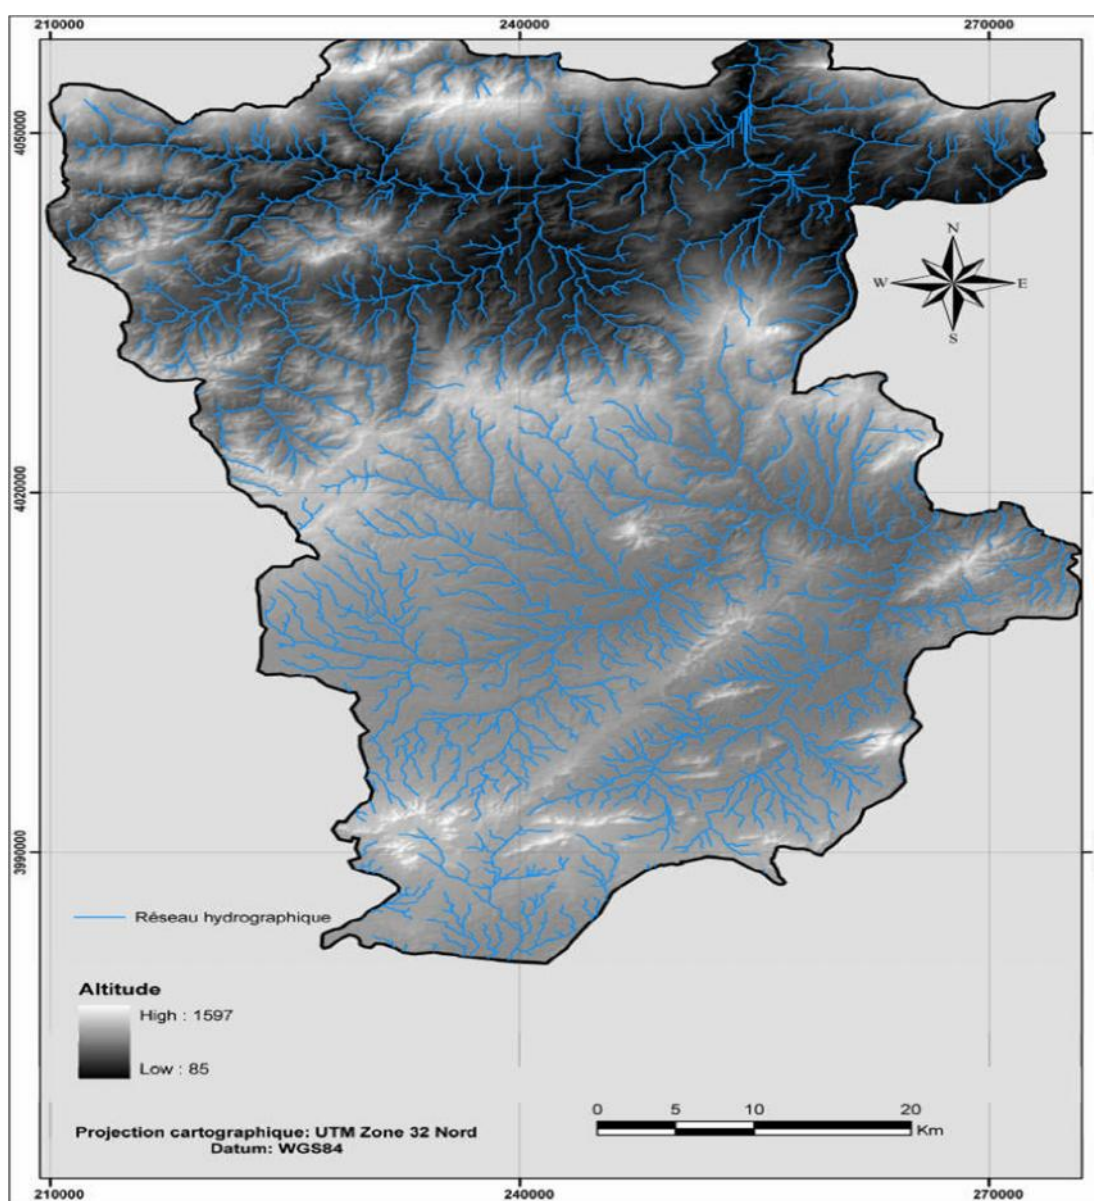 210000 240000 270000
4050000
N
W E
S
4020000
3990000
Réseau hydrographique
Altitude
High : 1597
Low : 85
0 5 10 20
Km
Projection cartographique: UTM Zone 32 Nord
Datum: WGS84
210000 240000 270000